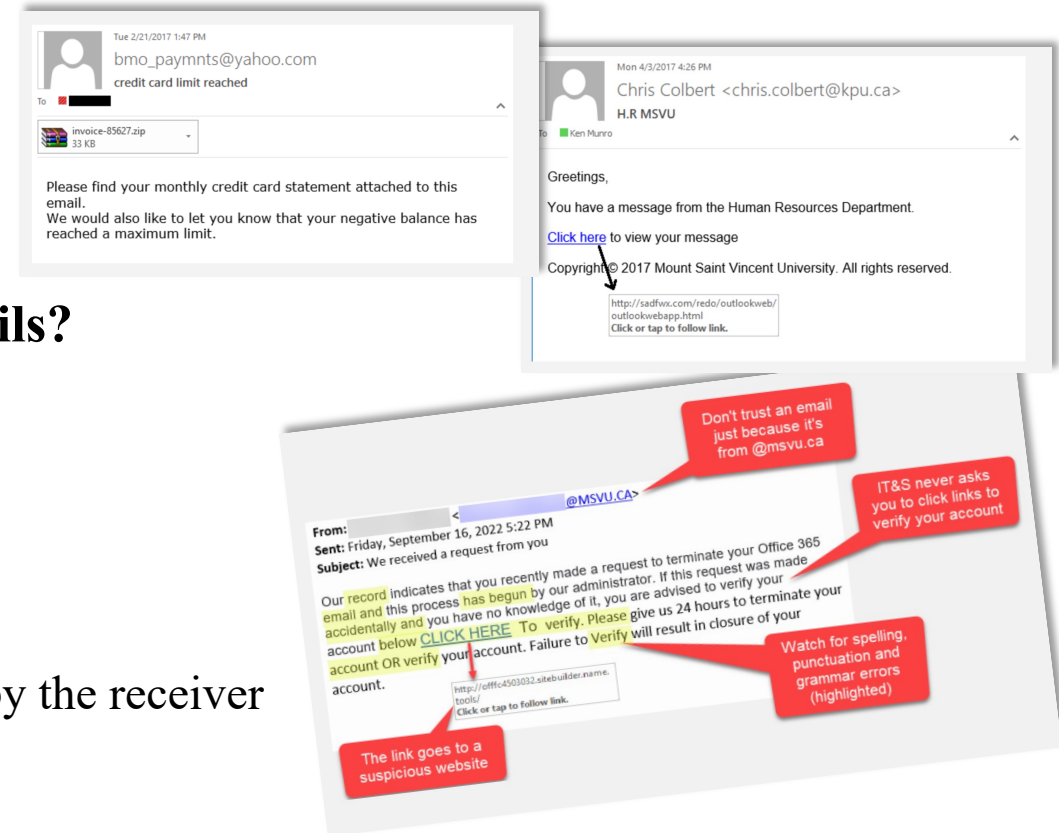 Tue 2/21/2017 1:47 PM
bmo_paymnts@yahoo.com
credit card limit reached
To
invoice-85627.zip
33 KB
Please find your monthly credit card statement attached to this
email.
We would also like to let you know that your negative balance has
reached a maximum limit.
Mon 4/3/2017 4:26 PM
Chris Colbert <chris.colbert@kpu.ca>
H.R MSVU
To Ken Munro
Greetings,
You have a message from the Human Resources Department.
Click here to view your message
Copyright © 2017 Mount Saint Vincent University. All rights reserved.
http://sadfwx.com/redo/outlookweb/
outlookwebapp.html
Click or tap to follow link.
ils?
Don't trust an email
just because it's
from @msvu.ca
IT&S never asks
you to click links to
verify your account
From: < @MSVU.CA>
Sent: Friday, September 16, 2022 5:22 PM
Subject: We received a request from you
Our record indicates that you recently made a request to terminate your Office 365
email and this process has begun by our administrator. If this request was made
accidentally and you have no knowledge of it, you are advised to verify your
account below CLICK HERE To verify. Please give us 24 hours to terminate your
account OR verify your account. Failure to Verify will result in closure of your
account.
http://offfc4503032.sitebuilder.name.
tools/
Click or tap to follow link.
Watch for spelling,
punctuation and
grammar errors
(highlighted)
The link goes to a
suspicious website
y the receiver